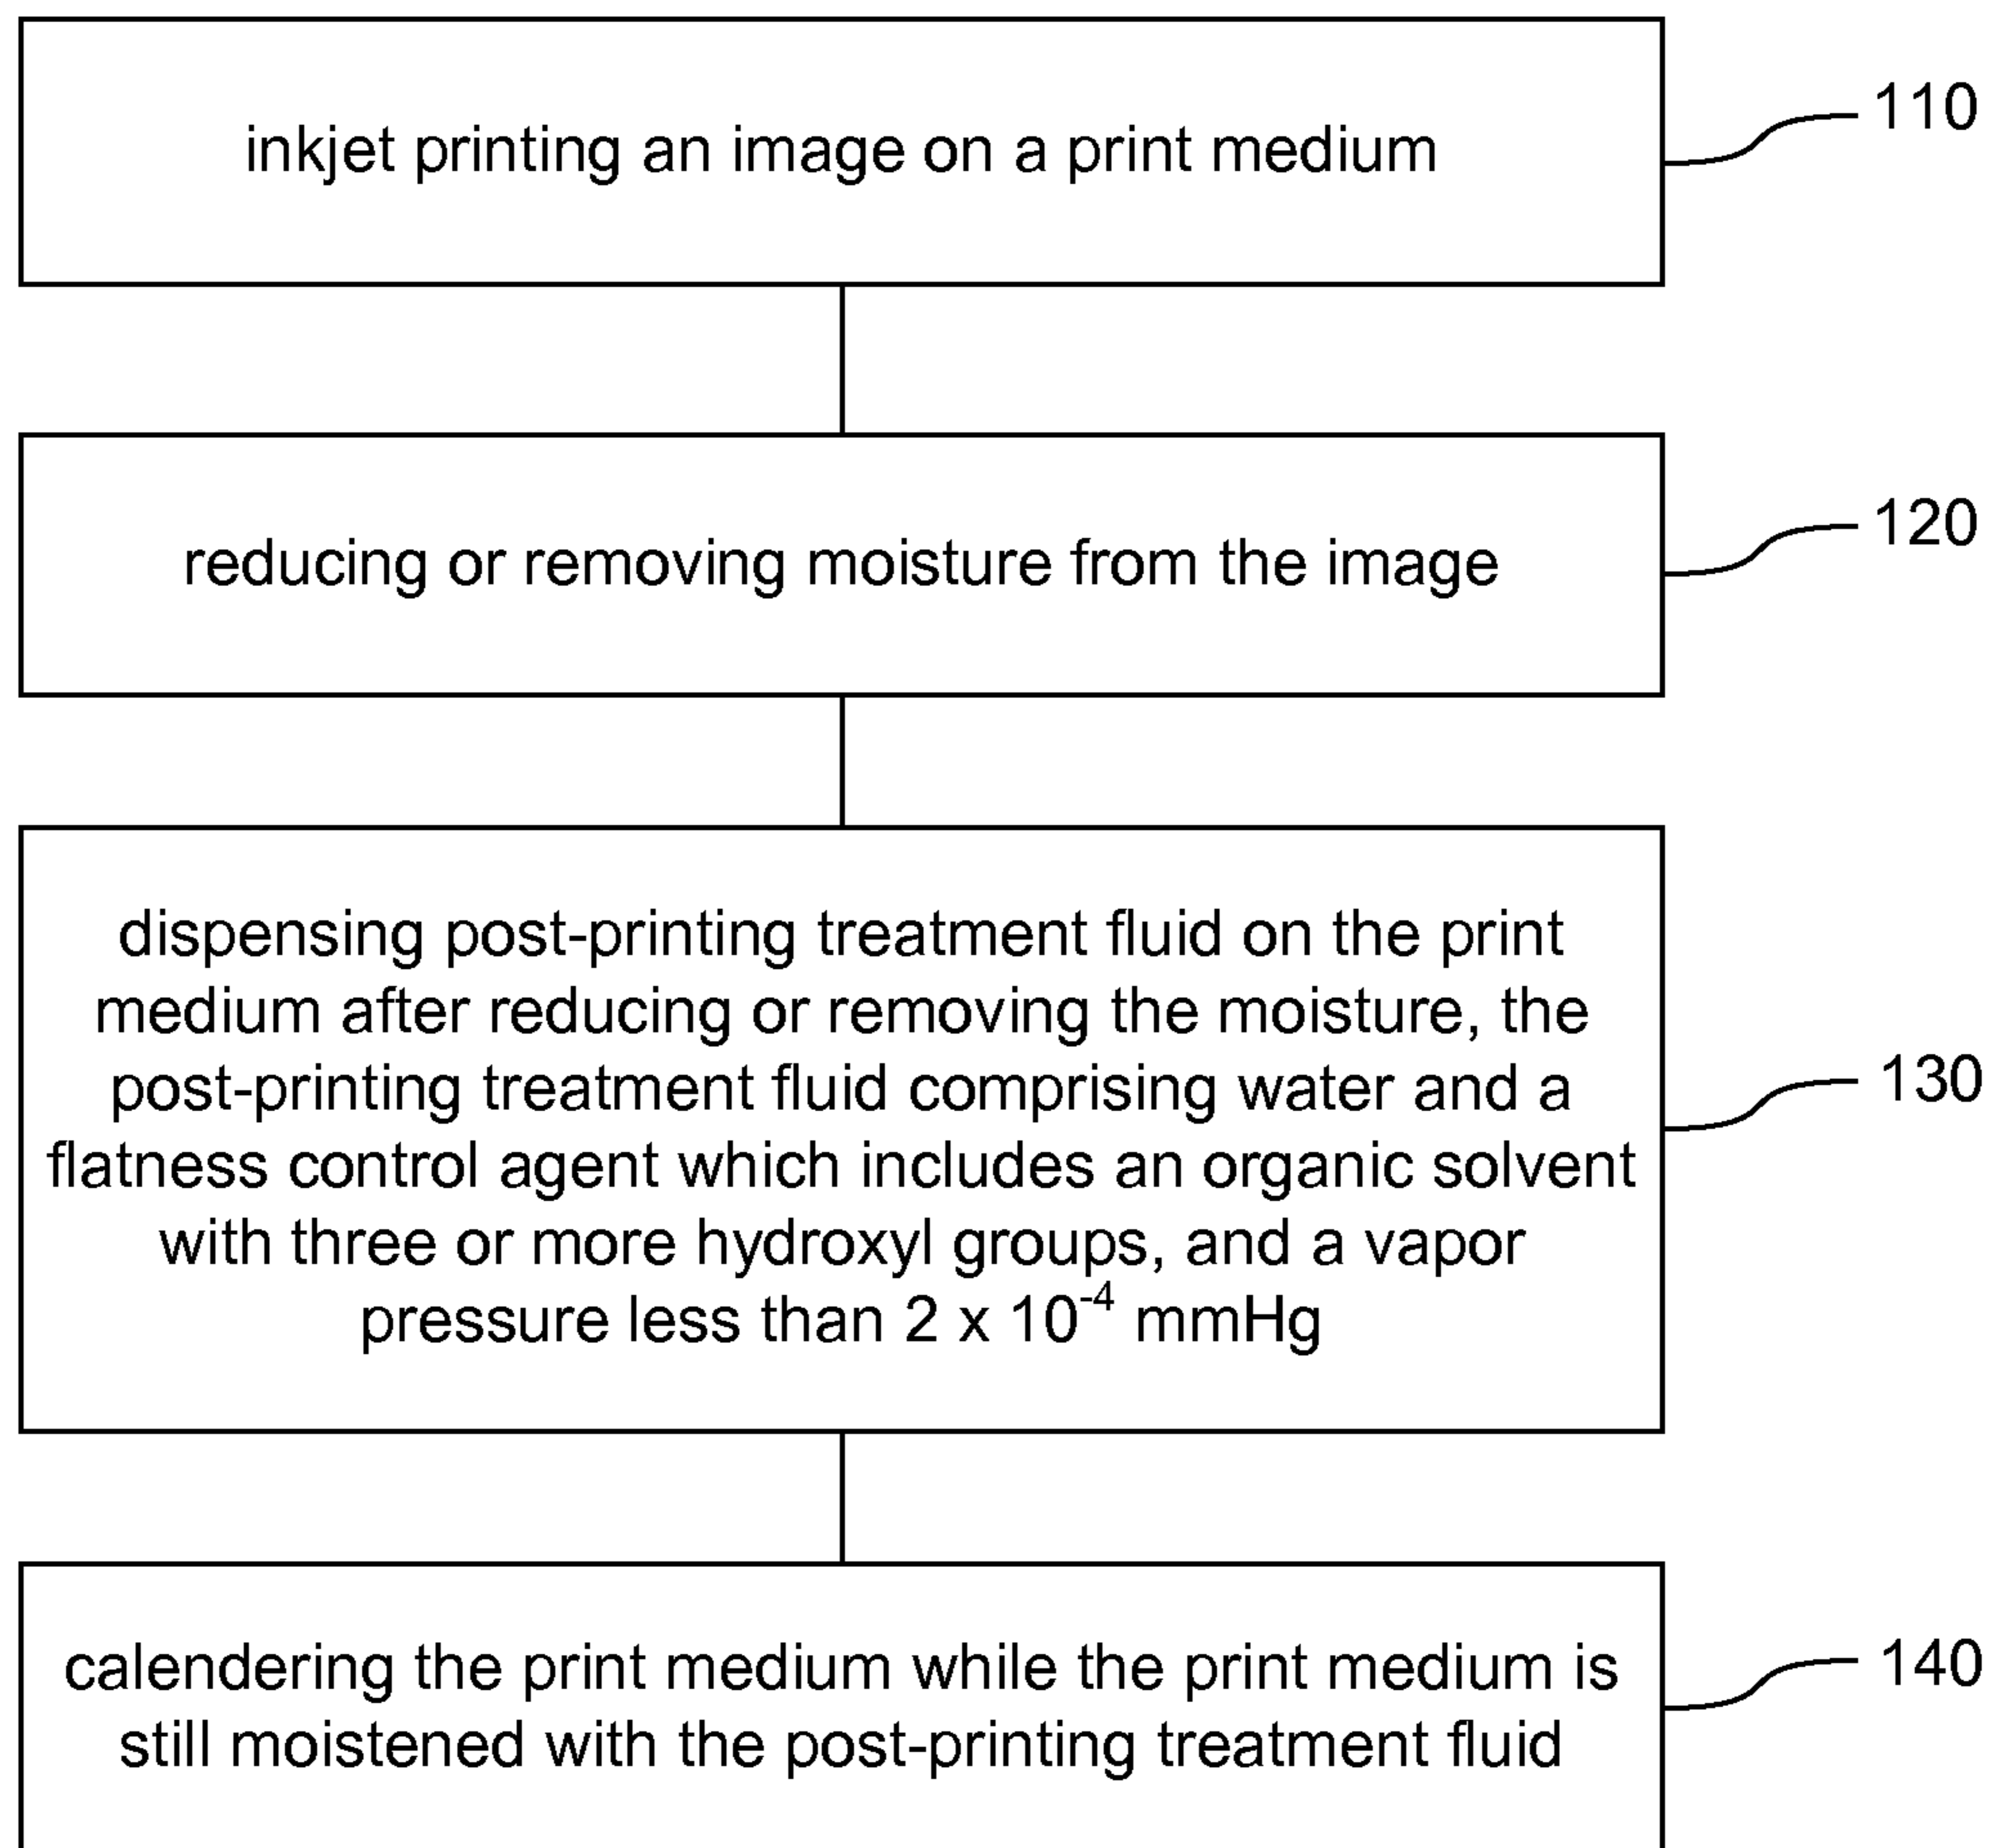 inkjet printing an image on a print medium
110
reducing or removing moisture from the image
120
dispensing post-printing treatment fluid on the print
medium after reducing or removing the moisture, the
post-printing treatment fluid comprising water and a
flatness control agent which includes an organic solvent
with three or more hydroxyl groups, and a vapor
pressure less than 2 x 10⁻⁴ mmHg
130
calendering the print medium while the print medium is
still moistened with the post-printing treatment fluid
140